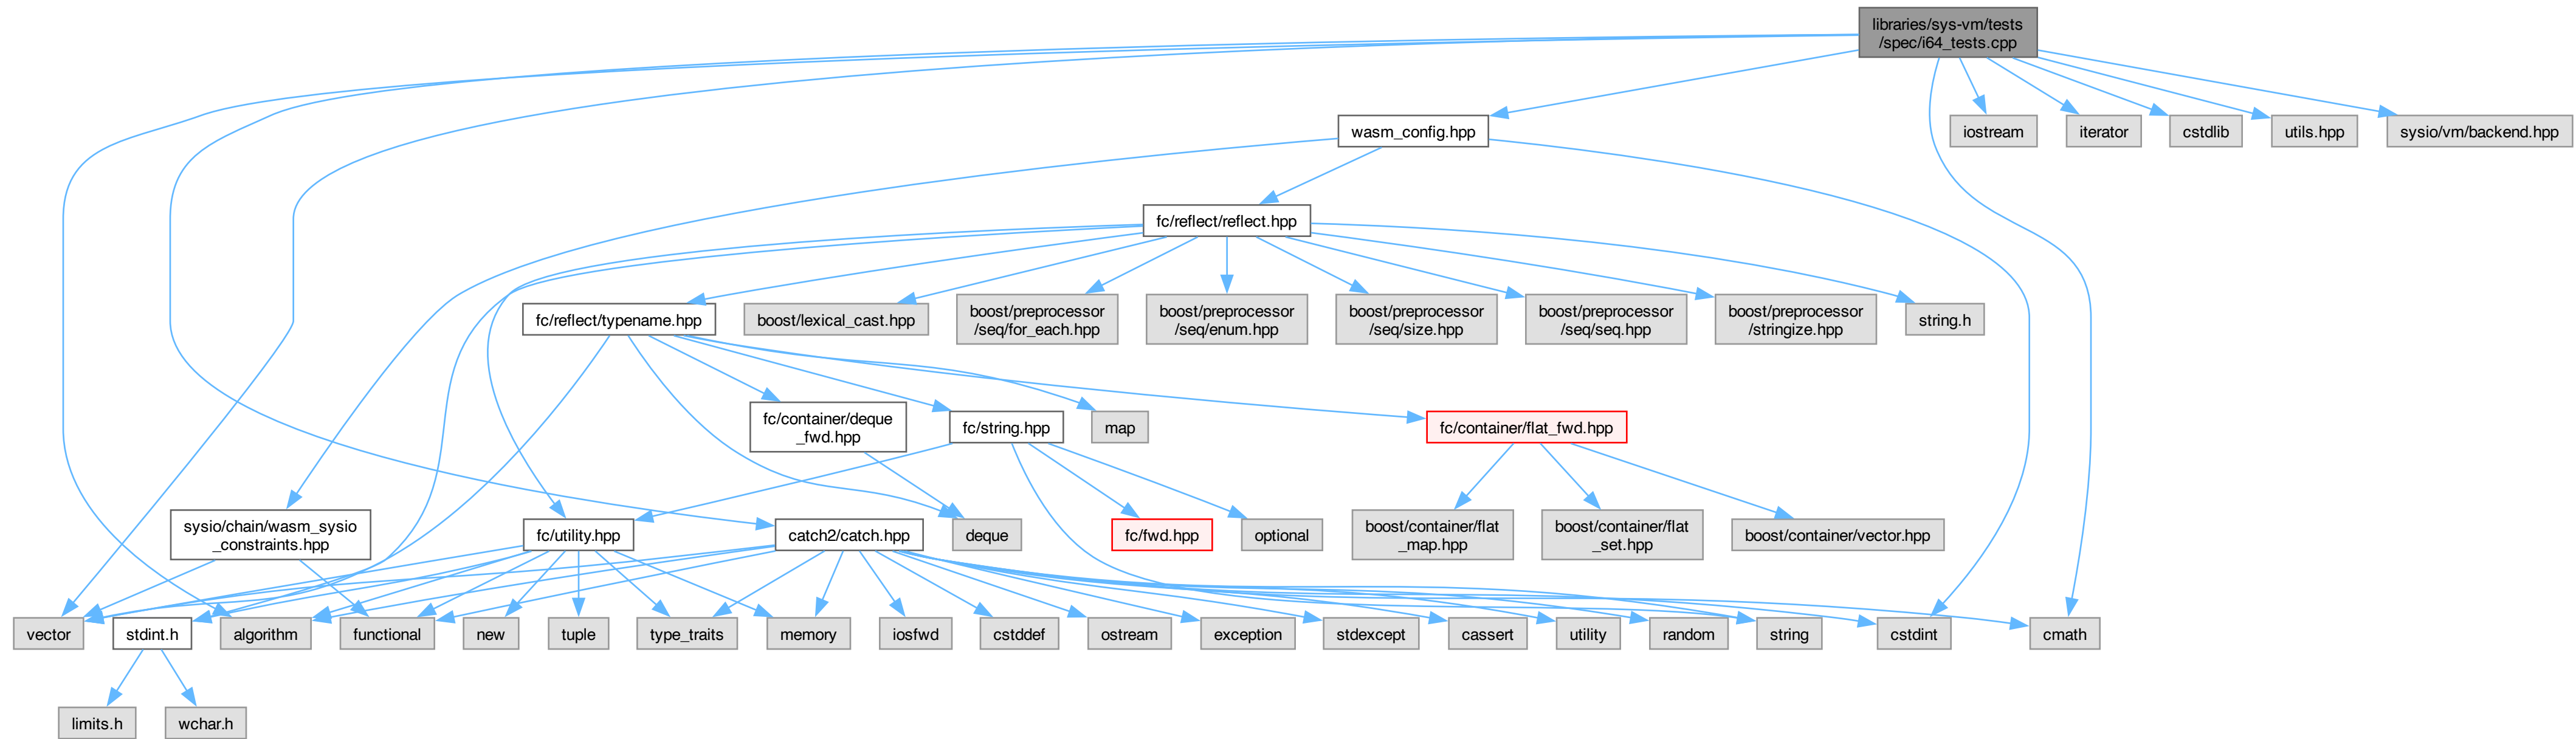 libraries/sys-vm/tests
/spec/i64_tests.cpp
wasm_config.hpp
iostream
iterator
cstdlib
utils.hpp
sysio/vm/backend.hpp
fc/reflect/reflect.hpp
fc/reflect/typename.hpp
boost/lexical_cast.hpp
boost/preprocessor
/seq/for_each.hpp
boost/preprocessor
/seq/enum.hpp
boost/preprocessor
/seq/size.hpp
boost/preprocessor
/seq/seq.hpp
boost/preprocessor
/stringize.hpp
string.h
fc/container/deque
_fwd.hpp
fc/string.hpp
map
fc/container/flat_fwd.hpp
sysio/chain/wasm_sysio
_constraints.hpp
fc/utility.hpp
catch2/catch.hpp
deque
fc/fwd.hpp
optional
boost/container/flat
_map.hpp
boost/container/flat
_set.hpp
boost/container/vector.hpp
vector
stdint.h
algorithm
functional
new
tuple
type_traits
memory
iosfwd
cstddef
ostream
exception
stdexcept
cassert
utility
random
string
cstdint
cmath
limits.h
wchar.h